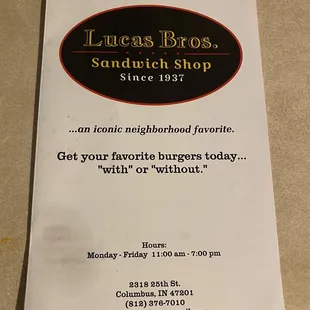 Lucas Bros.
Sandwich Shop
Since 1937
...an iconic neighborhood favorite.
Get your favorite burgers today...
"with" or "without."
Hours:
Monday - Friday 11:00 am - 7:00 pm
2318 25th St.
Columbus, IN 47201
(812) 376-7010